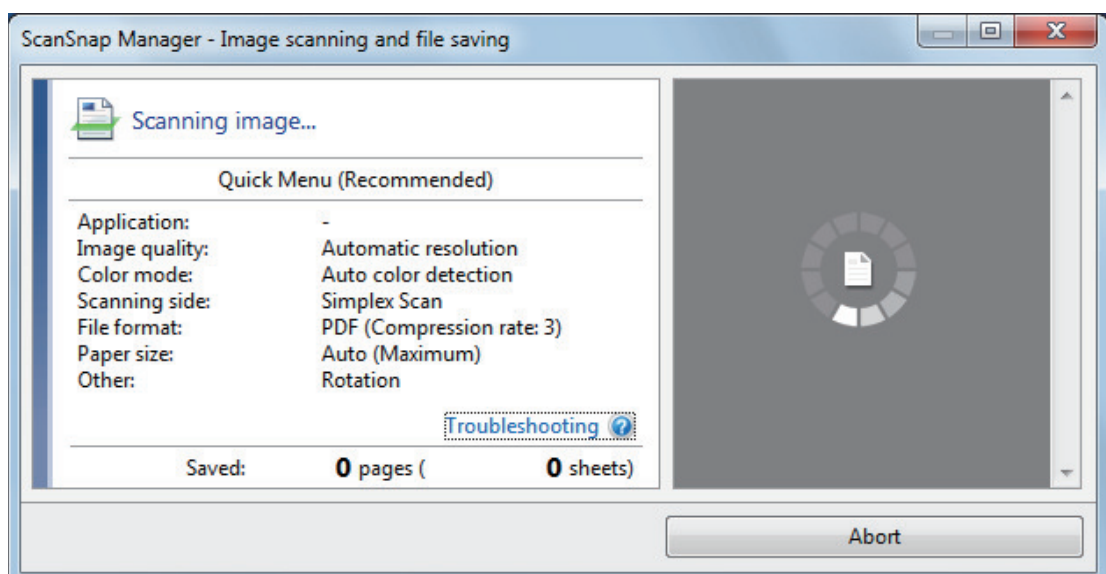 ScanSnap Manager - Image scanning and file saving
Scanning image...
Quick Menu (Recommended)
Application: -
Image quality: Automatic resolution
Color mode: Auto color detection
Scanning side: Simplex Scan
File format: PDF (Compression rate: 3)
Paper size: Auto (Maximum)
Other: Rotation
Troubleshooting ?
Saved: 0 pages ( 0 sheets)
Abort